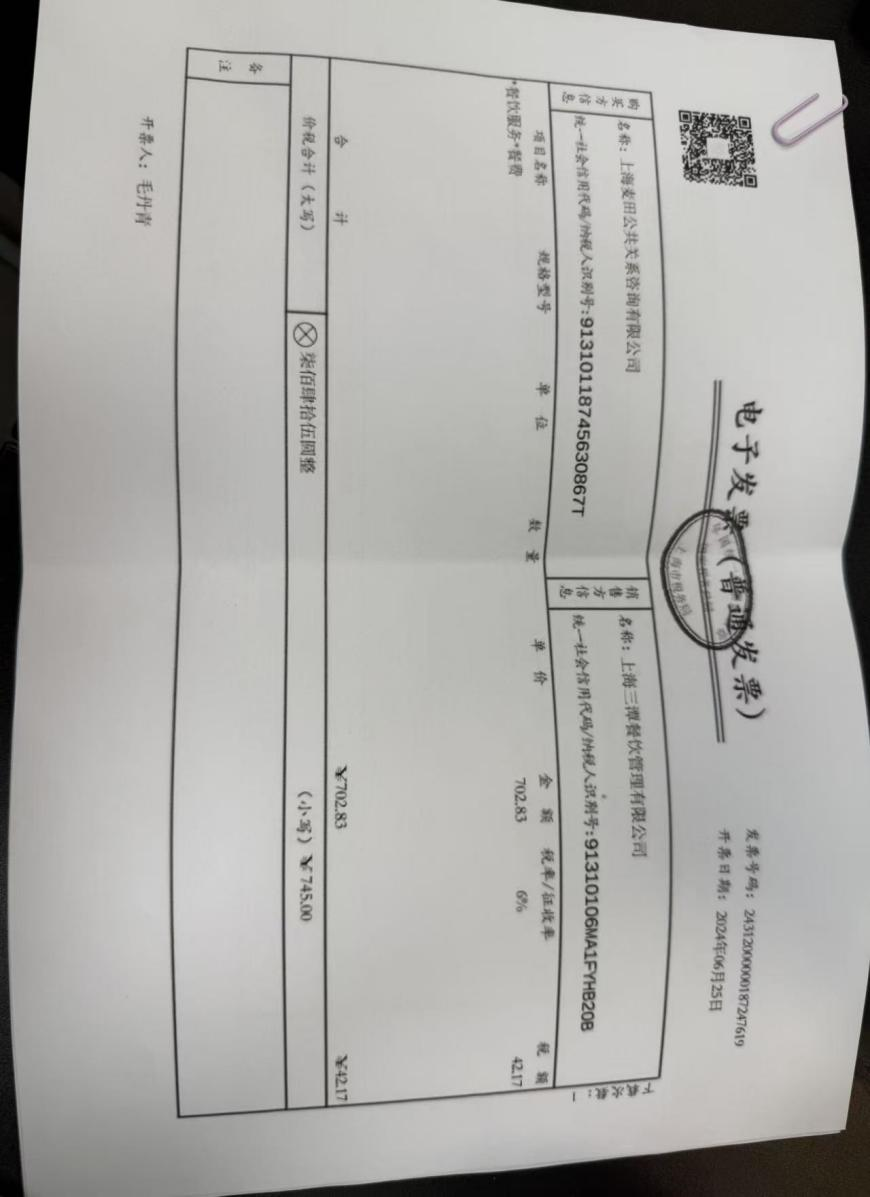 电子发票（普通发票）
发票号码：24312000000187247619
开票日期：2024年06月25日
购买方信息
名称：上海麦田公共关系咨询有限公司
统一社会信用代码/纳税人识别号：91310118745630867T
销售方信息
名称：上海三潭餐饮管理有限公司
统一社会信用代码/纳税人识别号：91310106MA1FYHB20B
项目名称 规格型号 单位 数量 单价 金额 税率/征收率 税额
*餐饮服务*餐费 702.83 6% 42.17
合计 ¥702.83 ¥42.17
价税合计（大写） 柒佰肆拾伍圆整 （小写）¥745.00
备注
开票人：毛丹青